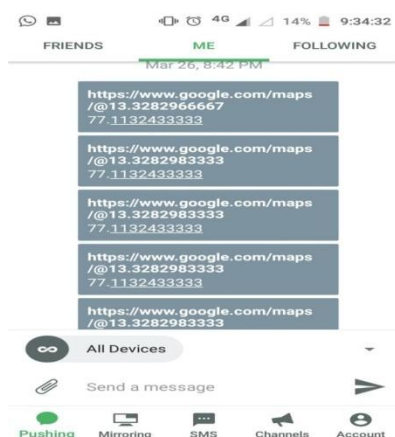 4G 14% 9:34:32
FRIENDS ME FOLLOWING
Mar 26, 8:42 PM
https://www.google.com/maps
/@13.3282966667
77.1132433333
https://www.google.com/maps
/@13.3282983333
77.1132433333
https://www.google.com/maps
/@13.3282983333
77.1132433333
https://www.google.com/maps
/@13.3282983333
77.1132433333
https://www.google.com/maps
/@13.3282983333
All Devices
Send a message
Pushing Mirroring SMS Channels Account